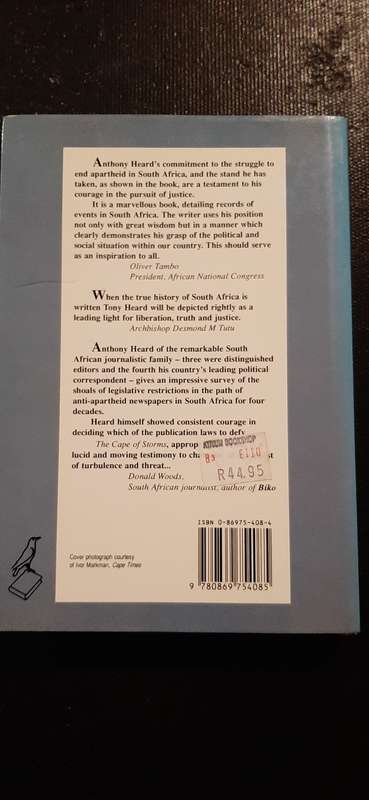 Anthony Heard's commitment to the struggle to
end apartheid in South Africa, and the stand he has
taken, as shown in the book, are a testament to his
courage in the pursuit of justice.
It is a marvellous book, detailing records of
events in South Africa. The writer uses his position
not only with great wisdom but in a manner which
clearly demonstrates his grasp of the political and
social situation within our country. This should serve
as an inspiration to all.
Oliver Tambo
President, African National Congress
When the true history of South Africa is
written Tony Heard will be depicted rightly as a
leading light for liberation, truth and justice.
Archbishop Desmond M Tutu
Anthony Heard of the remarkable South
African journalistic family – three were distinguished
editors and the fourth his country's leading political
correspondent – gives an impressive survey of the
shoals of legislative restrictions in the path of
anti-apartheid newspapers in South Africa for four
decades.
Heard himself showed consistent courage in
deciding which of the publication laws to defy
The Cape of Storms, approp
lucid and moving testimony to cha st
of turbulence and threat...
Donald Woods,
South African journalist, author of Biko
BOOKSHOP
89 E110
R44.95
ISBN 0-86975-408-4
9 780869 754085
Cover photograph courtesy
of Ivor Markman, Cape Times